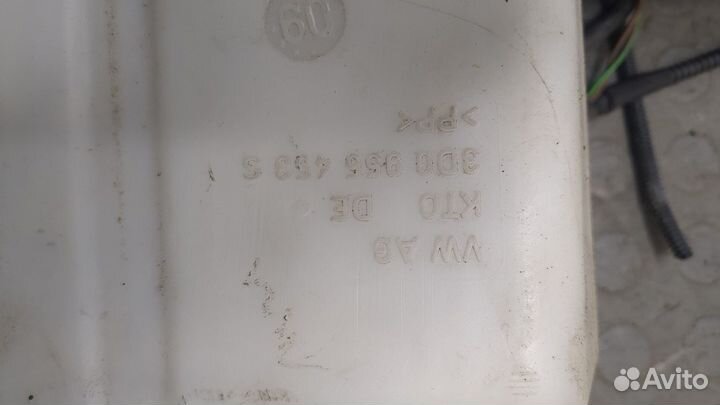 VW AG
KTO DE
3D0 955 453 S
>PP<
09
Avito